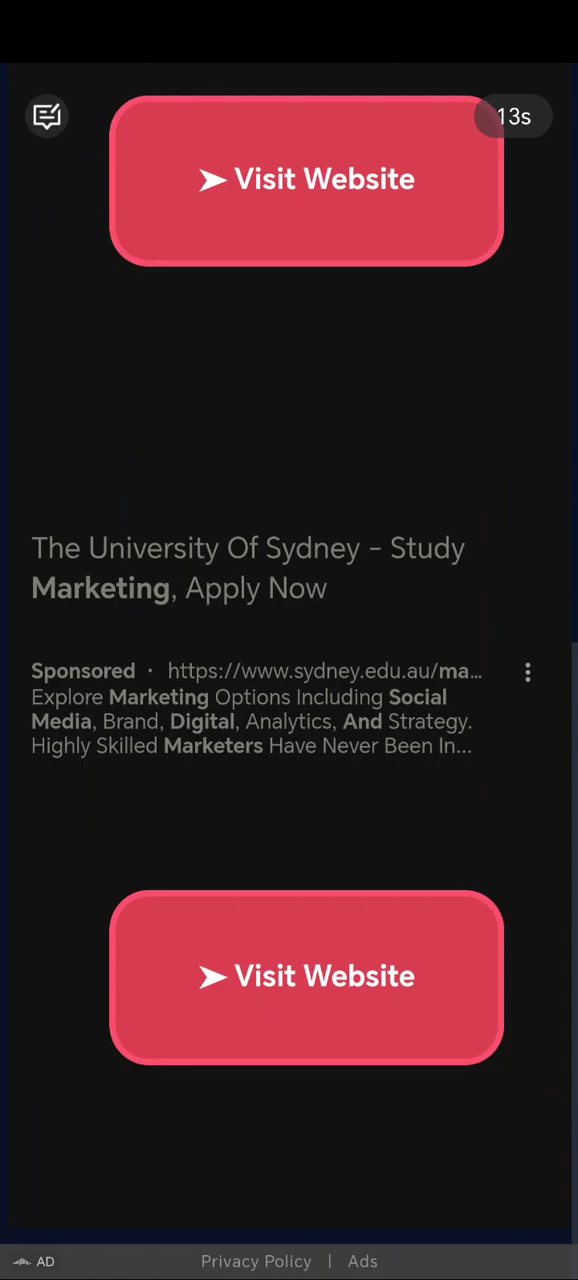 13s
➤ Visit Website
The University Of Sydney - Study
Marketing, Apply Now
Sponsored · https://www.sydney.edu.au/ma...
Explore Marketing Options Including Social
Media, Brand, Digital, Analytics, And Strategy.
Highly Skilled Marketers Have Never Been In...
➤ Visit Website
AD
Privacy Policy | Ads